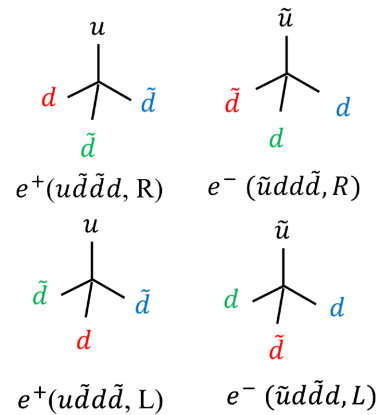 u ũ
d d̃ d̃ d
d̃ d
e⁺(ud̃d̃d, R) e⁻ (ũddd̃, R)
u ũ
d̃ d̃ d d
d d̃
e⁺(ud̃dd̃, L) e⁻ (ũdd̃d, L)